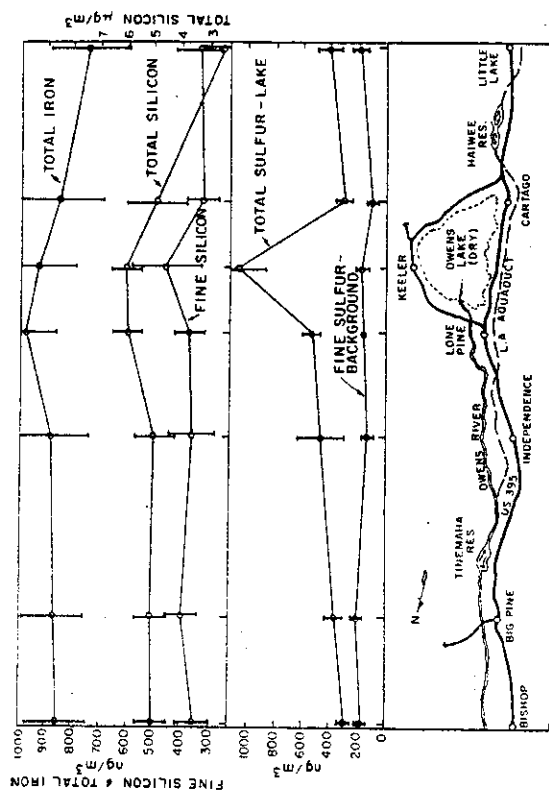 TOTAL SILICON μg/m³
7
6
5
4
3
TOTAL IRON
TOTAL SILICON
FINE SILICON
TOTAL SULFUR-LAKE
FINE SULFUR-
BACKGROUND
1000
900
800
700
600
500
400
300
ng/m³
FINE SILICON & TOTAL IRON
1000
800
600
400
200
0
ng/m³
N
BISHOP
BIG PINE
TINEMAHA
RES
US 395
OWENS RIVER
INDEPENDENCE
LONE
PINE
L.A AQUADUCT
KEELER
OWENS
LAKE
(DRY)
CARTAGO
HAIWEE
RES.
LITTLE
LAKE